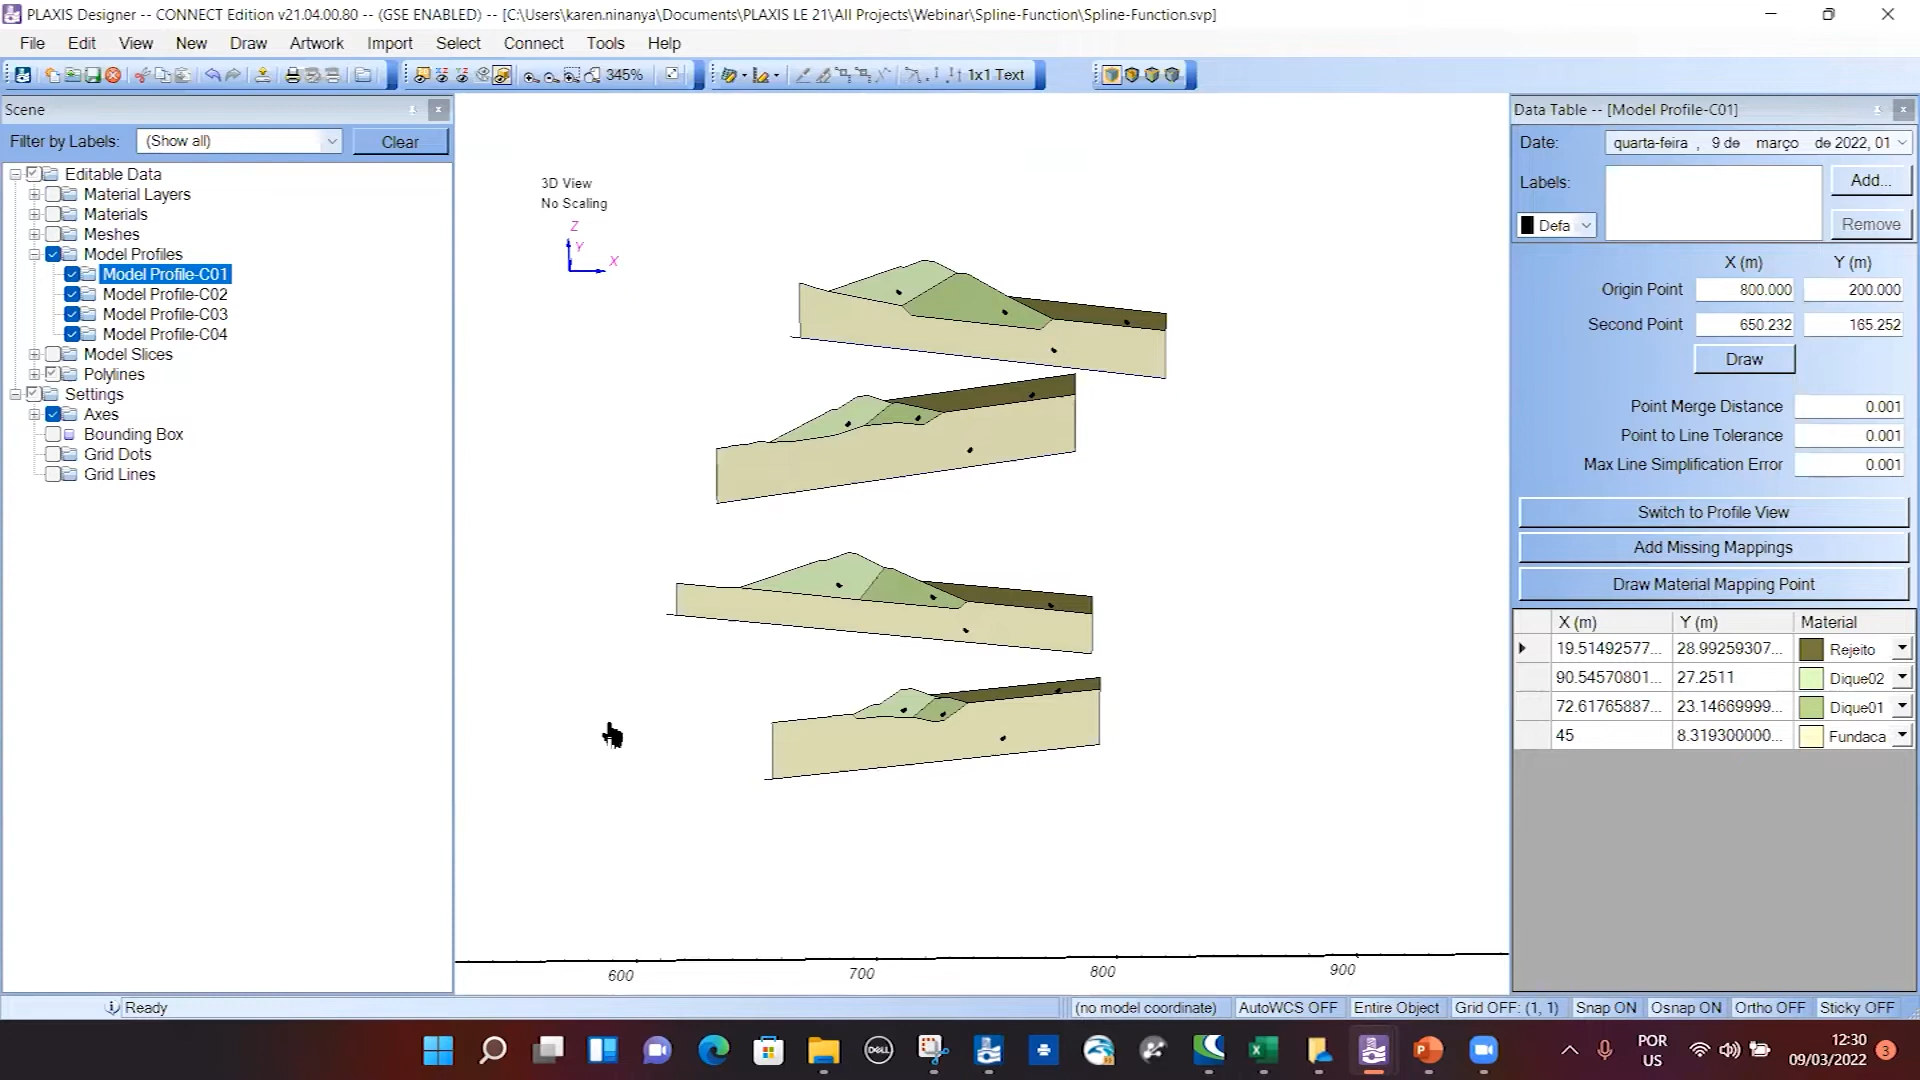 PLAXIS Designer -- CONNECT Edition v21.04.00.80 -- (GSE ENABLED) -- [C:\Users\karen.ninanya\Documents\PLAXIS LE 21\All Projects\Webinar\Spline-Function\Spline-Function.svp]
File Edit View New Draw Artwork Import Select Connect Tools Help
345% 1x1 Text
Scene
Filter by Labels: (Show all) Clear
Editable Data
Material Layers
Materials
Meshes
Model Profiles
Model Profile-C01
Model Profile-C02
Model Profile-C03
Model Profile-C04
Model Slices
Polylines
Settings
Axes
Bounding Box
Grid Dots
Grid Lines
3D View
No Scaling
Z
Y
X
600 700 800 900
Data Table -- [Model Profile-C01]
Date: quarta-feira , 9 de março de 2022, 01
Labels: Add...
Defa Remove
X (m) Y (m)
Origin Point 800.000 200.000
Second Point 650.232 165.252
Draw
Point Merge Distance 0.001
Point to Line Tolerance 0.001
Max Line Simplification Error 0.001
Switch to Profile View
Add Missing Mappings
Draw Material Mapping Point
X (m) Y (m) Material
19.51492577... 28.99259307... Rejeito
90.54570801... 27.2511 Dique02
72.61765887... 23.14669999... Dique01
45 8.319300000... Fundaca
Ready (no model coordinate) AutoWCS OFF Entire Object Grid OFF: (1, 1) Snap ON Osnap ON Ortho OFF Sticky OFF
DELL
POR
US
12:30
09/03/2022
3